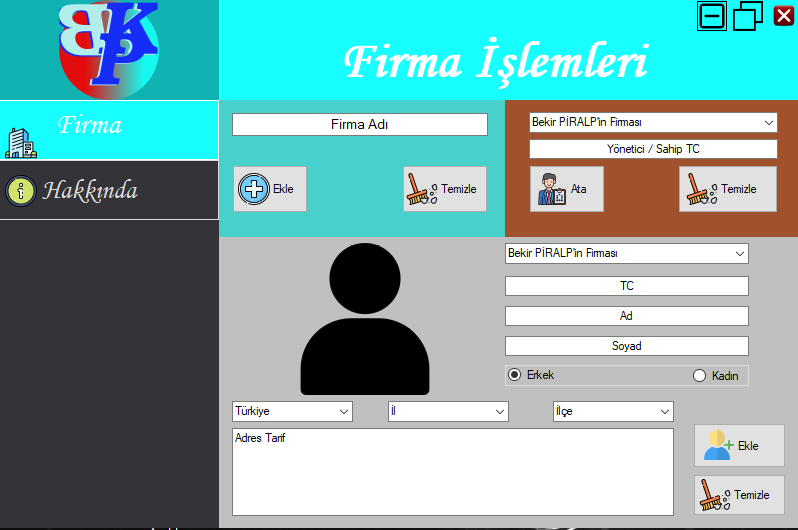 BKP
Firma İşlemleri
Firma
Hakkında
Firma Adı
Ekle
Temizle
Bekir PİRALP'in Firması
Yönetici / Sahip TC
Ata
Temizle
Bekir PİRALP'in Firması
TC
Ad
Soyad
Erkek
Kadın
Türkiye
İl
İlçe
Adres Tarif
Ekle
Temizle